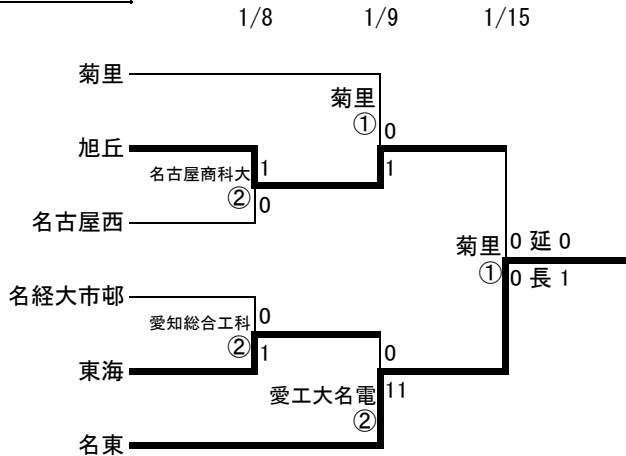 1/8 1/9 1/15
菊里
菊里
① 0
旭丘
1 1
名古屋商科大
② 0
名古屋西
菊里 0 延 0
① 0 長 1
名経大市邨
愛知総合工科 0
② 1
0
東海
愛工大名電 11
②
名東